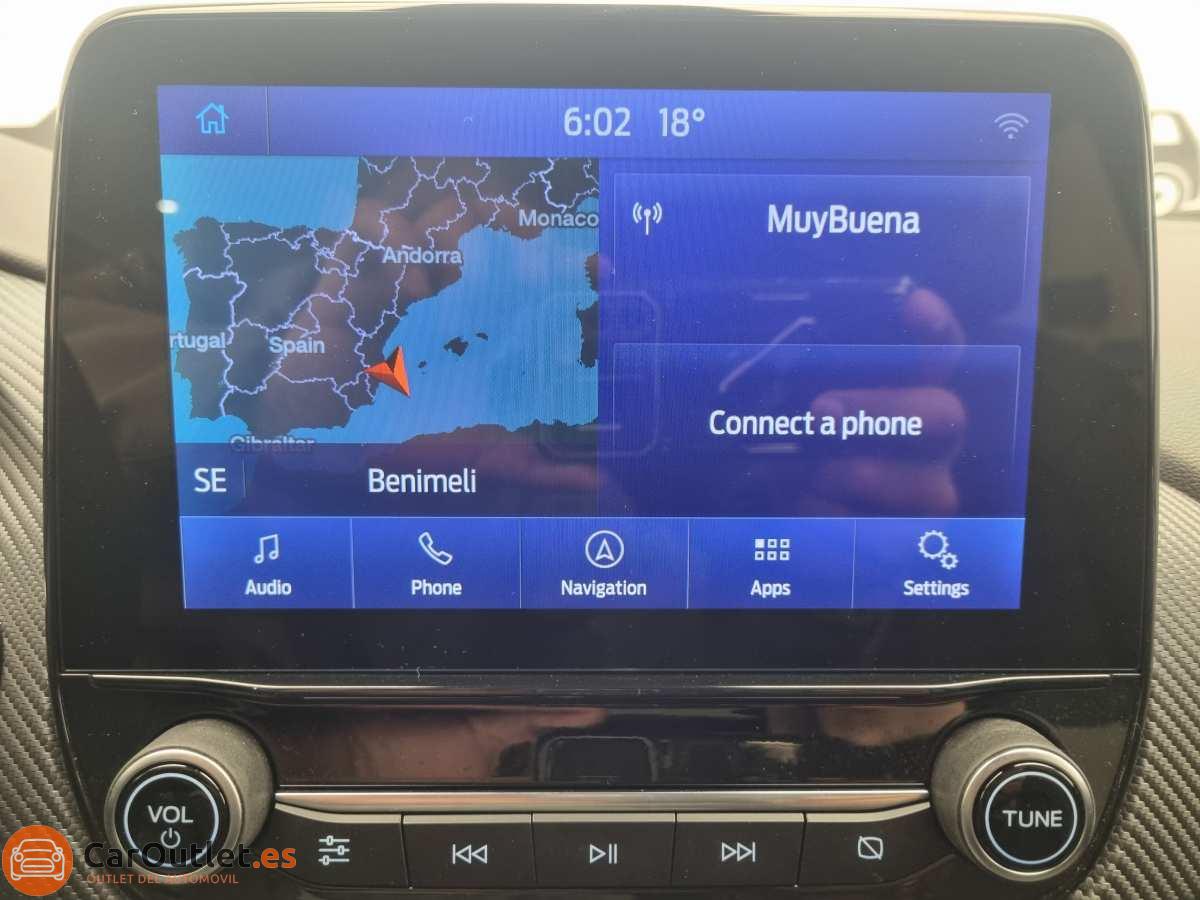 6:02 18°
Monaco
Andorra
rtugal
Spain
Gibraltar
SE
Benimeli
MuyBuena
Connect a phone
Audio
Phone
Navigation
Apps
Settings
VOL
TUNE
CarOutlet.es
OUTLET DEL AUTOMOVIL